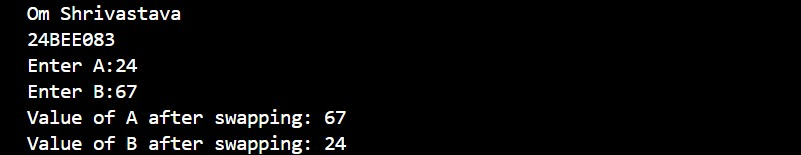 Om Shrivastava
24BEE083
Enter A:24
Enter B:67
Value of A after swapping: 67
Value of B after swapping: 24